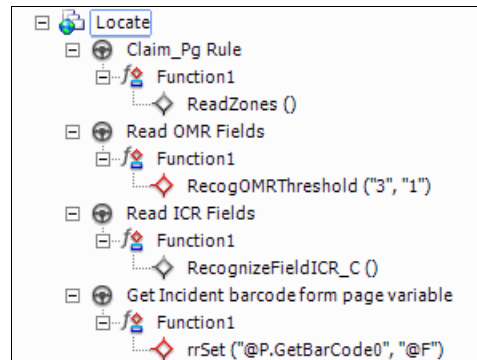 Locate
Claim_Pg Rule
Function1
ReadZones ()
Read OMR Fields
Function1
RecogOMRThreshold ("3", "1")
Read ICR Fields
Function1
RecognizeFieldICR_C ()
Get Incident barcode form page variable
Function1
rrSet ("@P.GetBarCode0", "@F")